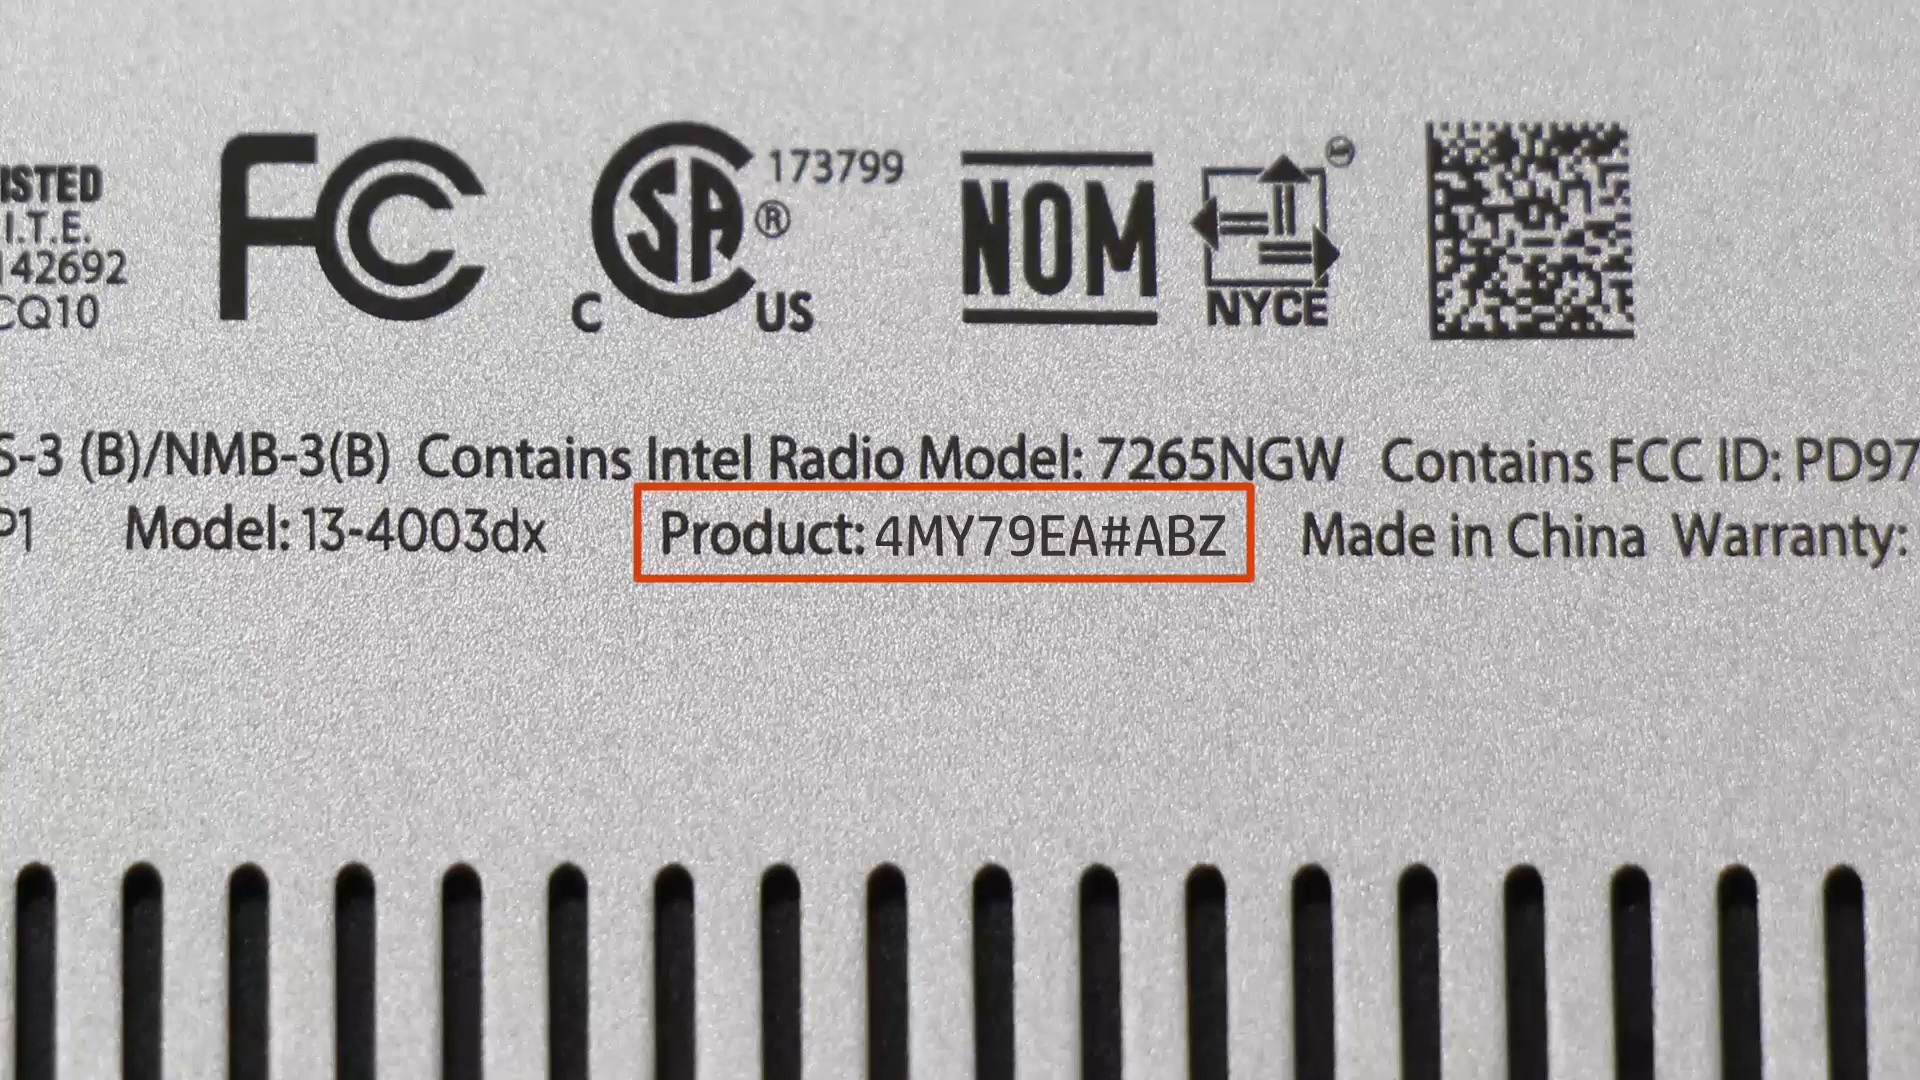 ISTED
I.T.E.
142692
CQ10
FC
CSA US ® 173799
NOM
NYCE
S-3 (B)/NMB-3(B) Contains Intel Radio Model: 7265NGW Contains FCC ID: PD97
P1 Model: 13-4003dx Product: 4MY79EA#ABZ Made in China Warranty: